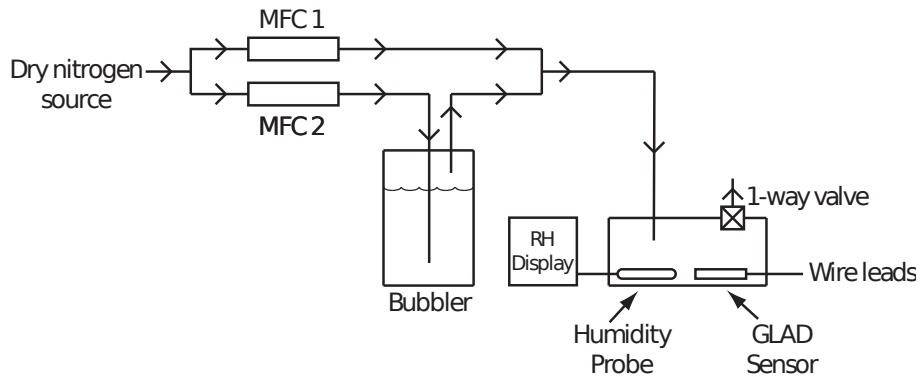 MFC 1
Dry nitrogen
source
MFC 2
1-way valve
RH
Display
Wire leads
Bubbler
Humidity
Probe
GLAD
Sensor